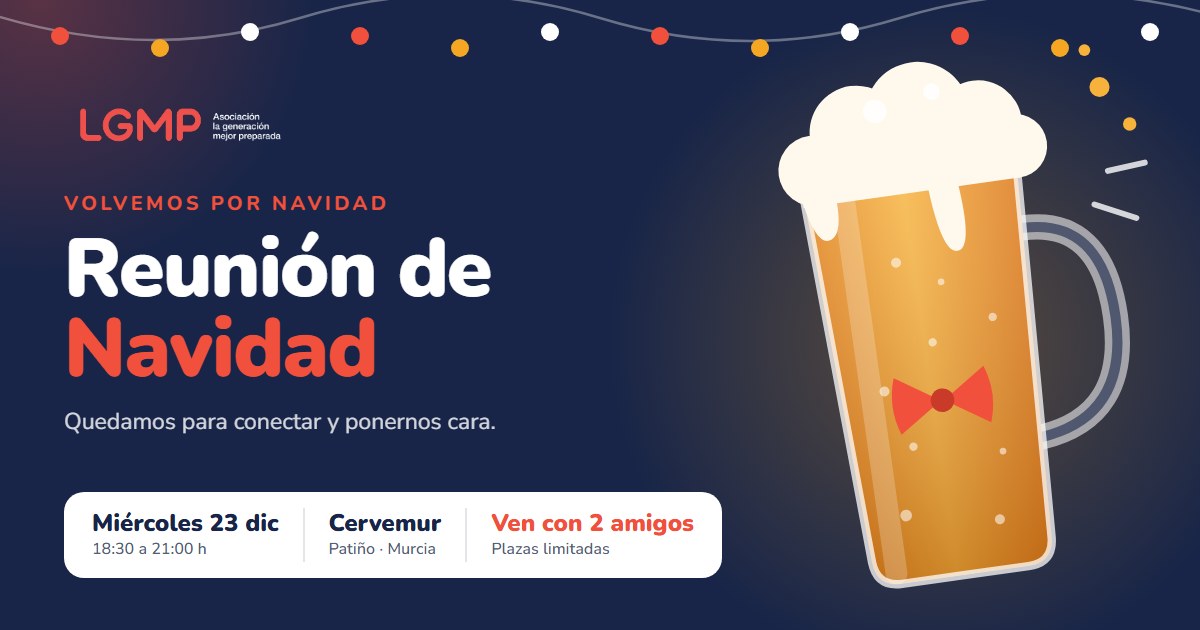 LGMP
Asociación
la generación
mejor preparada
VOLVEMOS POR NAVIDAD
Reunión de
Navidad
Quedamos para conectar y ponernos cara.
Miércoles 23 dic
18:30 a 21:00 h
Cervemur
Patiño · Murcia
Ven con 2 amigos
Plazas limitadas